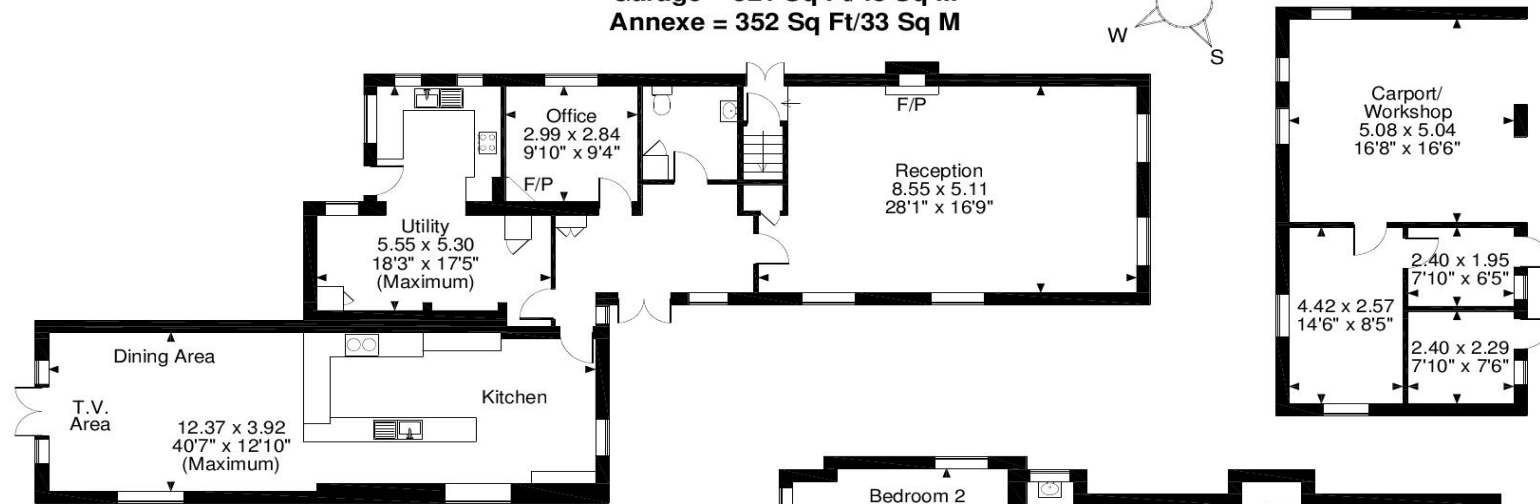 Annexe = 352 Sq Ft/33 Sq M
W
S
Office
2.99 x 2.84
9'10" x 9'4"
F/P
F/P
Reception
8.55 x 5.11
28'1" x 16'9"
Utility
5.55 x 5.30
18'3" x 17'5"
(Maximum)
Dining Area
T.V.
Area
Kitchen
12.37 x 3.92
40'7" x 12'10"
(Maximum)
Carport/
Workshop
5.08 x 5.04
16'8" x 16'6"
2.40 x 1.95
7'10" x 6'5"
4.42 x 2.57
14'6" x 8'5"
2.40 x 2.29
7'10" x 7'6"
Bedroom 2